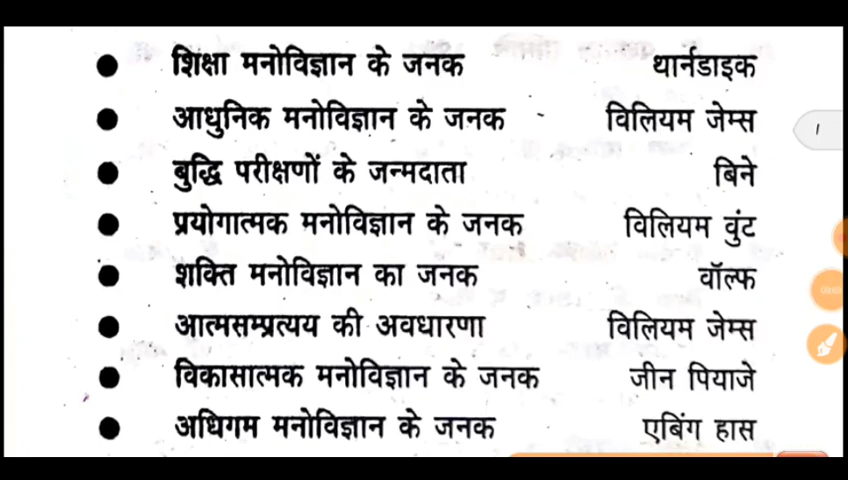 ● शिक्षा मनोविज्ञान के जनक थार्नडाइक
● आधुनिक मनोविज्ञान के जनक - विलियम जेम्स
● बुद्धि परीक्षणों के जन्मदाता बिने
● प्रयोगात्मक मनोविज्ञान के जनक विलियम वुंट
● शक्ति मनोविज्ञान का जनक वॉल्फ
● आत्मसम्प्रत्यय की अवधारणा विलियम जेम्स
● विकासात्मक मनोविज्ञान के जनक जीन पियाजे
● अधिगम मनोविज्ञान के जनक एबिंग हास
1